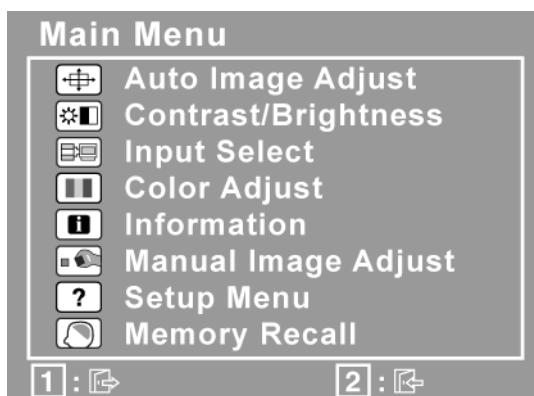 Main Menu
Auto Image Adjust
Contrast/Brightness
Input Select
Color Adjust
i Information
Manual Image Adjust
? Setup Menu
Memory Recall
1 : 2 :